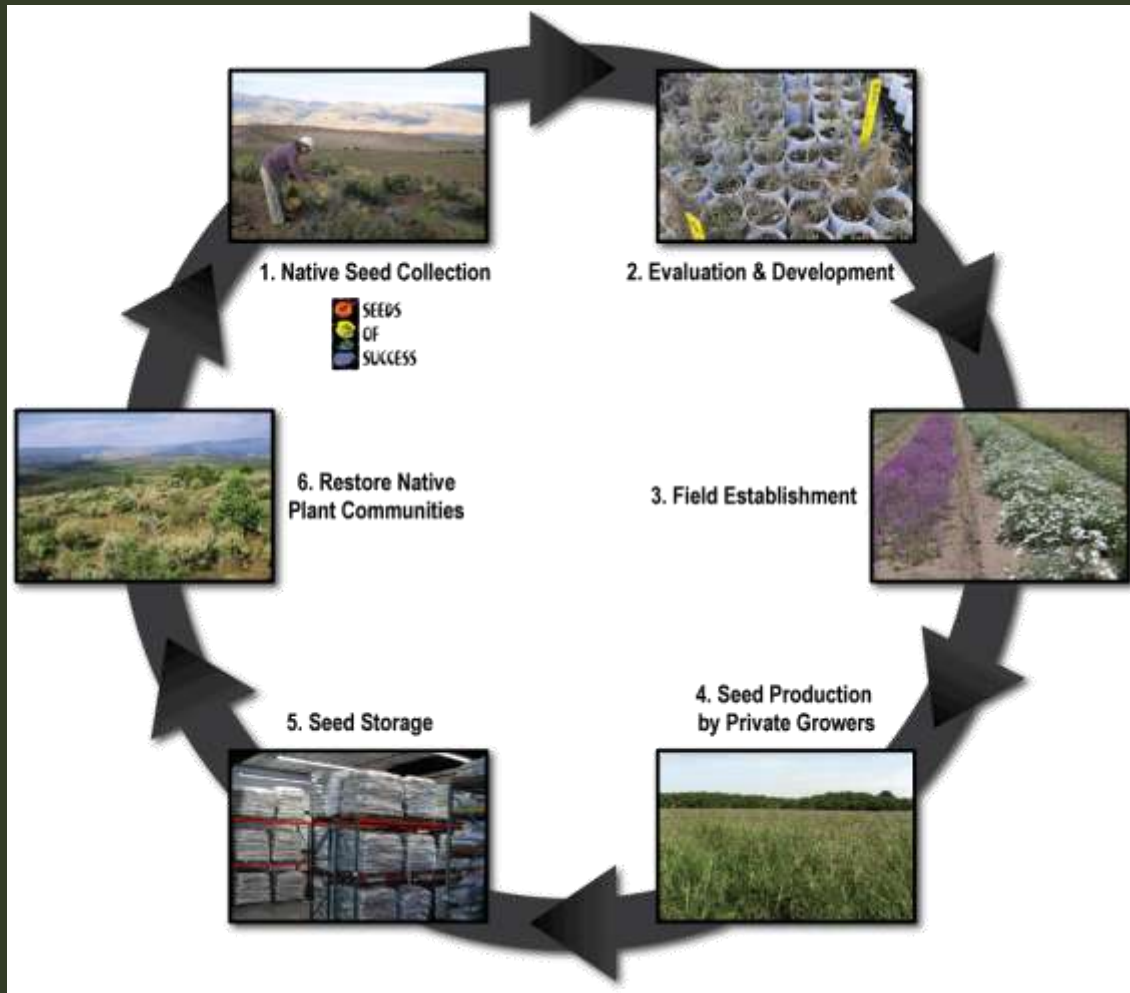 1. Native Seed Collection
SEEDS
OF
SUCCESS
2. Evaluation & Development
3. Field Establishment
4. Seed Production
by Private Growers
5. Seed Storage
6. Restore Native
Plant Communities